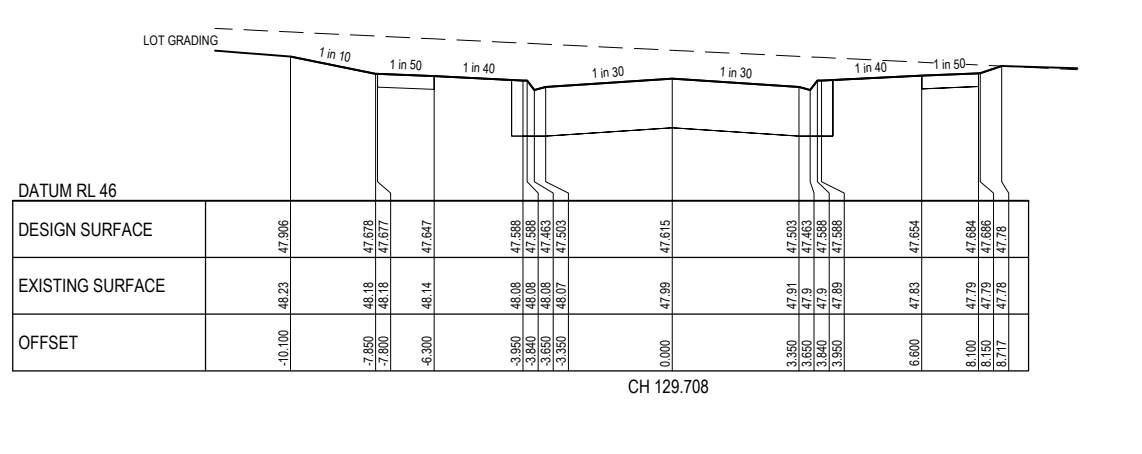 LOT GRADING
1 in 10
1 in 50
1 in 40
1 in 30
1 in 30
1 in 40
1 in 50
DATUM RL 46
DESIGN SURFACE 47.906 47.678 47.677 47.647 47.588 47.588 47.463 47.503 47.615 47.503 47.463 47.588 47.588 47.654 47.684 47.686 47.78
EXISTING SURFACE 48.23 48.18 48.18 48.14 48.08 48.08 48.08 48.07 47.99 47.91 47.9 47.9 47.89 47.83 47.79 47.79 47.78
OFFSET -10.100 -7.850 -7.800 -6.300 -3.950 -3.840 -3.650 -3.350 0.000 3.350 3.650 3.840 3.950 6.600 8.100 8.150 8.717
CH 129.708